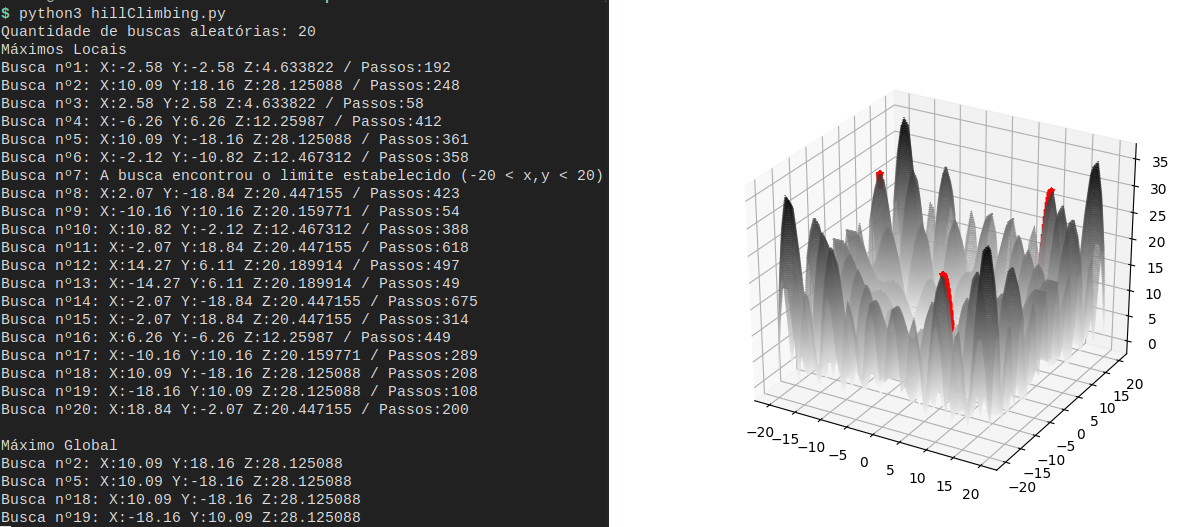 $ python3 hillClimbing.py
Quantidade de buscas aleatórias: 20
Máximos Locais
Busca nº1: X:-2.58 Y:-2.58 Z:4.633822 / Passos:192
Busca nº2: X:10.09 Y:18.16 Z:28.125088 / Passos:248
Busca nº3: X:2.58 Y:2.58 Z:4.633822 / Passos:58
Busca nº4: X:-6.26 Y:6.26 Z:12.25987 / Passos:412
Busca nº5: X:10.09 Y:-18.16 Z:28.125088 / Passos:361
Busca nº6: X:-2.12 Y:-10.82 Z:12.467312 / Passos:358
Busca nº7: A busca encontrou o limite estabelecido (-20 < x,y < 20)
Busca nº8: X:2.07 Y:-18.84 Z:20.447155 / Passos:423
Busca nº9: X:-10.16 Y:10.16 Z:20.159771 / Passos:54
Busca nº10: X:10.82 Y:-2.12 Z:12.467312 / Passos:388
Busca nº11: X:-2.07 Y:18.84 Z:20.447155 / Passos:618
Busca nº12: X:14.27 Y:6.11 Z:20.189914 / Passos:497
Busca nº13: X:-14.27 Y:6.11 Z:20.189914 / Passos:49
Busca nº14: X:-2.07 Y:-18.84 Z:20.447155 / Passos:675
Busca nº15: X:-2.07 Y:18.84 Z:20.447155 / Passos:314
Busca nº16: X:6.26 Y:-6.26 Z:12.25987 / Passos:449
Busca nº17: X:-10.16 Y:10.16 Z:20.159771 / Passos:289
Busca nº18: X:10.09 Y:-18.16 Z:28.125088 / Passos:208
Busca nº19: X:-18.16 Y:10.09 Z:28.125088 / Passos:108
Busca nº20: X:18.84 Y:-2.07 Z:20.447155 / Passos:200
Máximo Global
Busca nº2: X:10.09 Y:18.16 Z:28.125088
Busca nº5: X:10.09 Y:-18.16 Z:28.125088
Busca nº18: X:10.09 Y:-18.16 Z:28.125088
Busca nº19: X:-18.16 Y:10.09 Z:28.125088
35
30
25
20
15
10
5
0
20
15
10
5
0
−5
−10
−15
−20
−20
−15
−10
−5
0
5
10
15
20